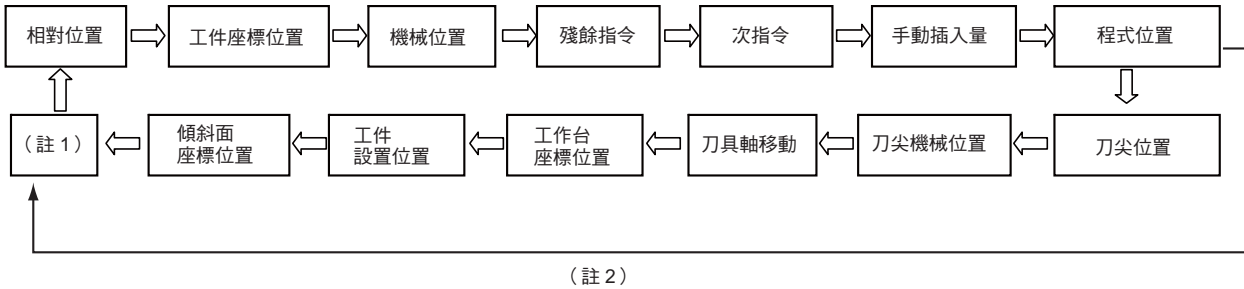 相對位置
工件座標位置
機械位置
殘餘指令
次指令
手動插入量
程式位置
（註 1）
傾斜面
座標位置
工件
設置位置
工作台
座標位置
刀具軸移動
刀尖機械位置
刀尖位置
（註 2）